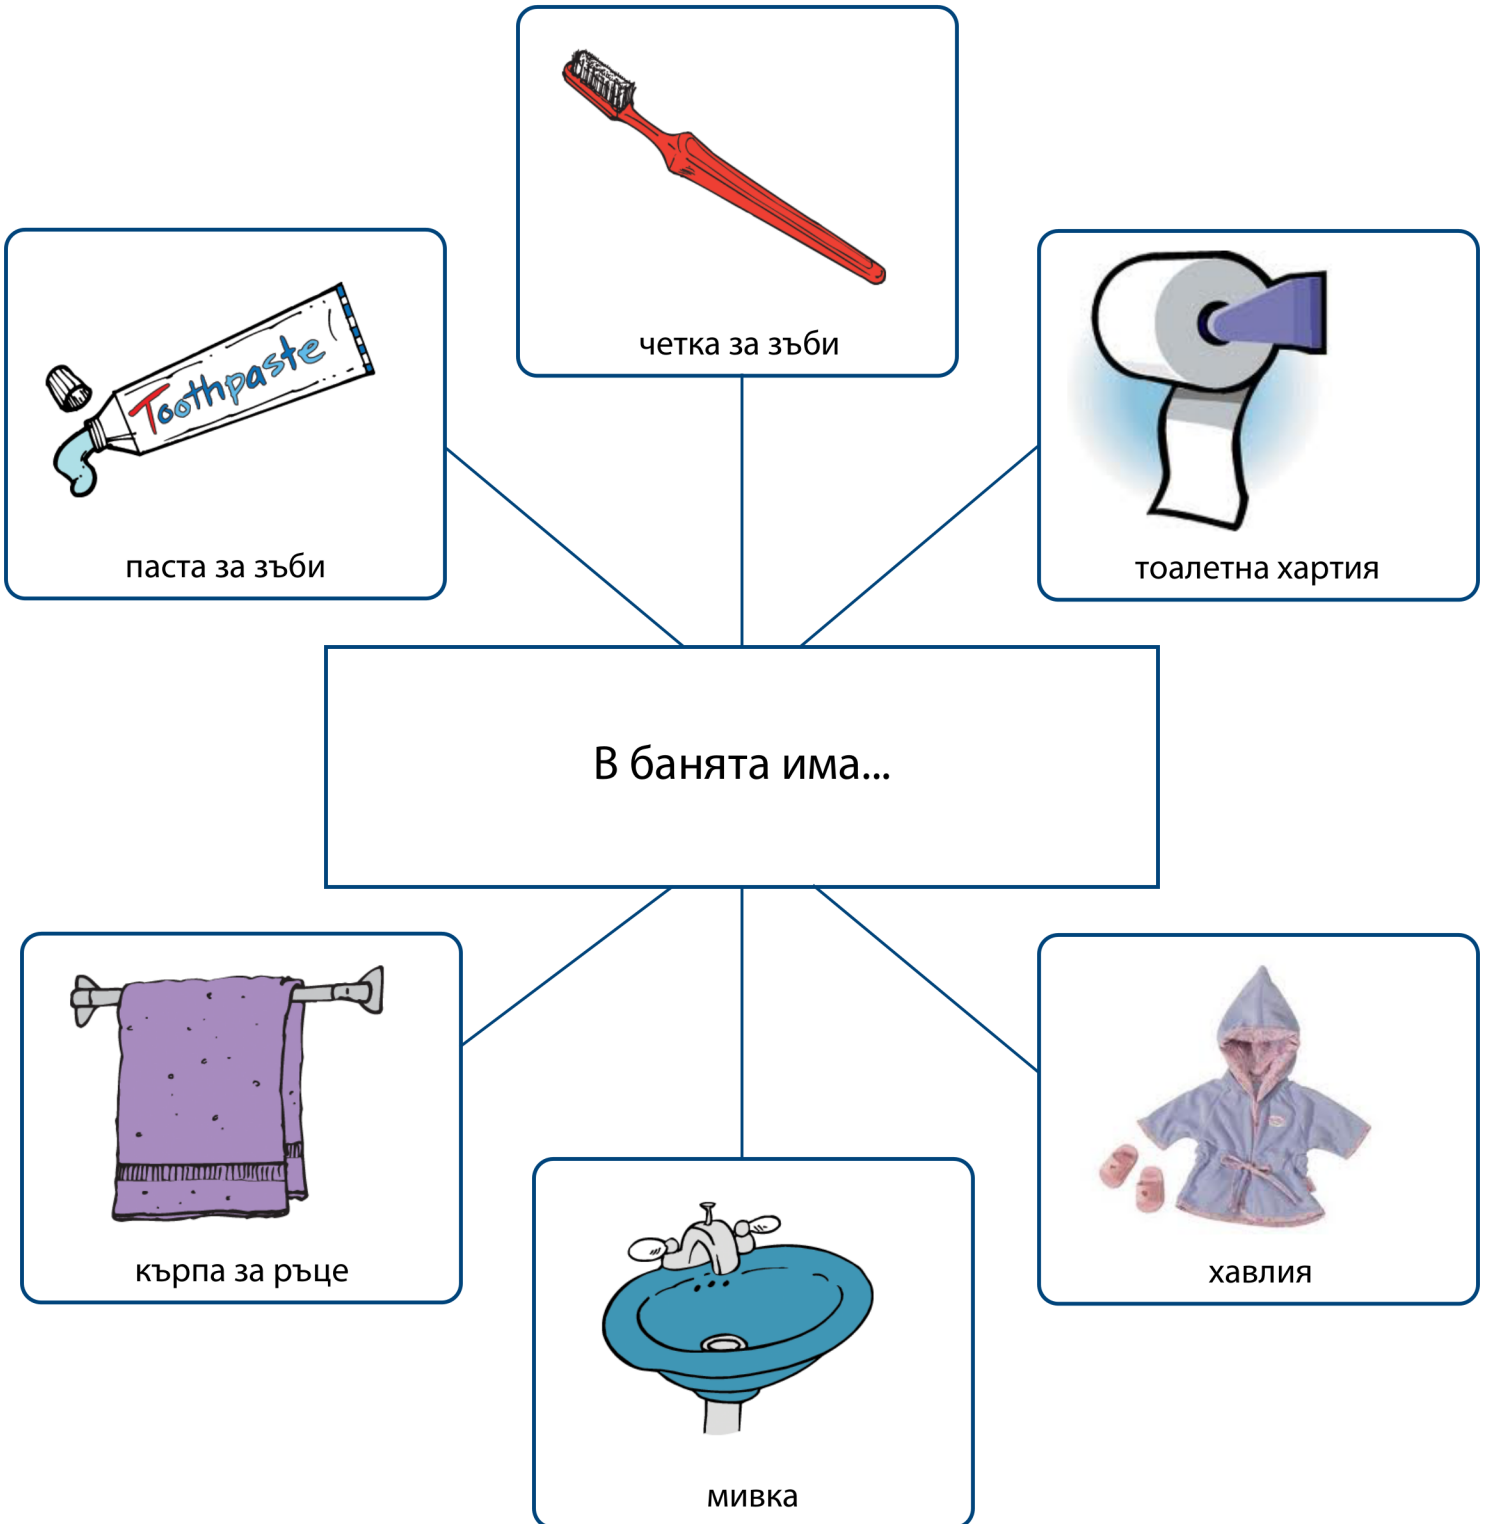 четка за зъби
Toothpaste
паста за зъби
тоалетна хартия
В банята има...
кърпа за ръце
хавлия
мивка